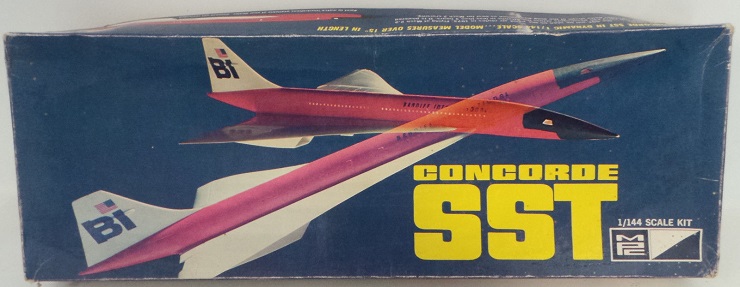 MODEL MEASURES OVER 15" IN LENGTH
BI
BRANIFF
BI
CONCORDE
SST
1/144 SCALE KIT
MPC